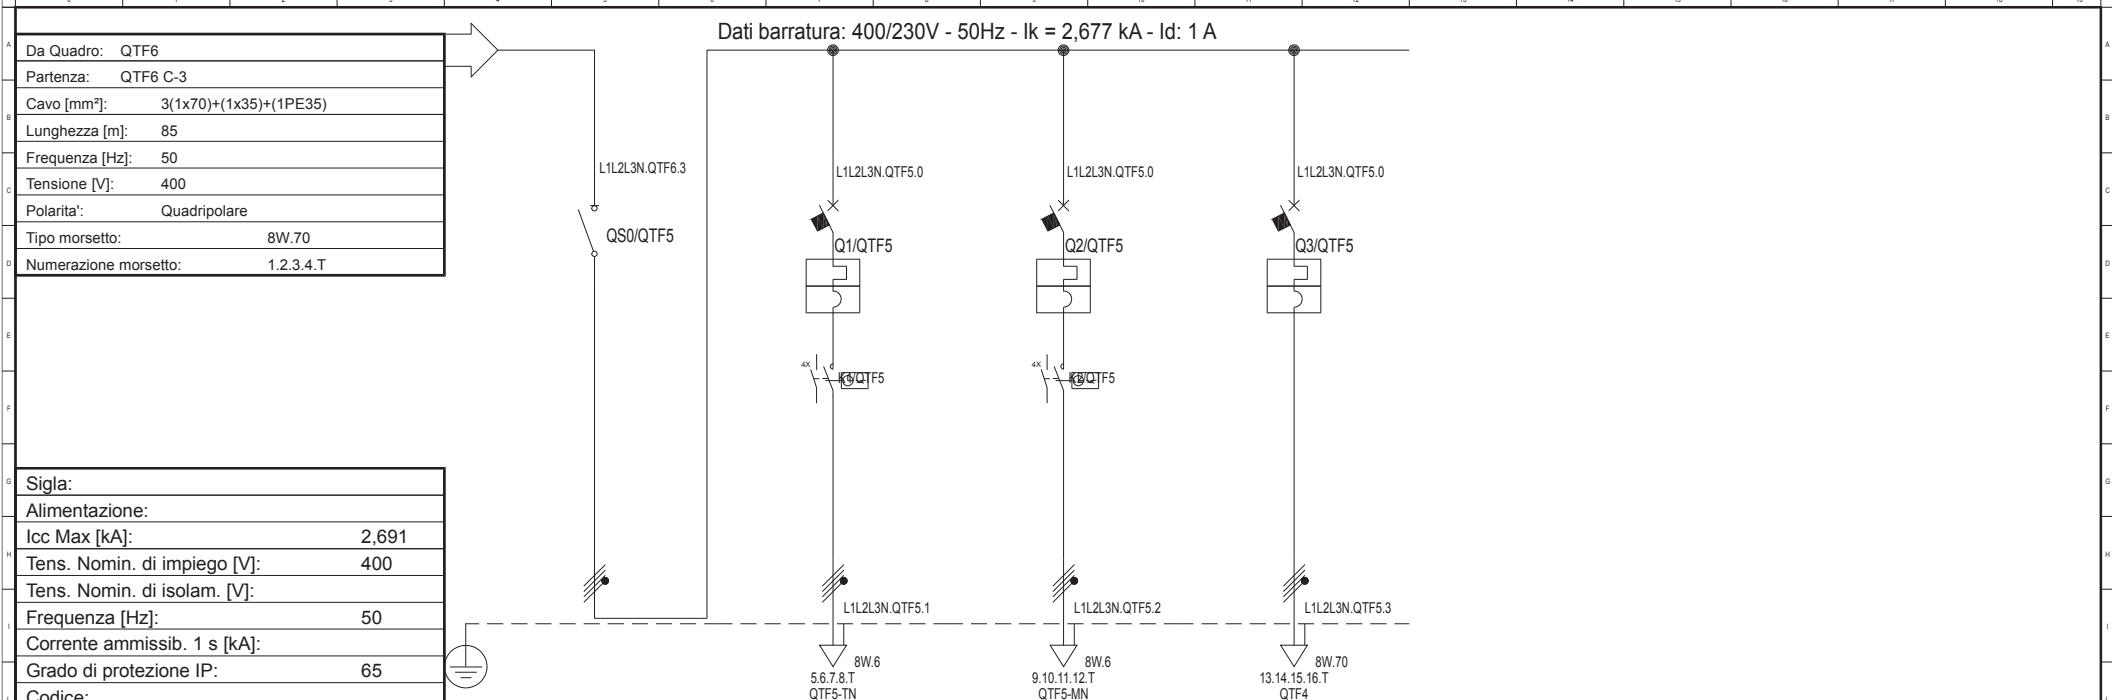 Dati barratura: 400/230V - 50Hz - Ik = 2,677 kA - Id: 1 A
Da Quadro: QTF6
Partenza: QTF6 C-3
Cavo [mm²]: 3(1x70)+(1x35)+(1PE35)
Lunghezza [m]: 85
Frequenza [Hz]: 50
Tensione [V]: 400
Polarita': Quadripolare
Tipo morsetto: 8W.70
Numerazione morsetto: 1.2.3.4.T
L1L2L3N.QTF6.3
L1L2L3N.QTF5.0
L1L2L3N.QTF5.0
L1L2L3N.QTF5.0
QS0/QTF5
Q1/QTF5
Q2/QTF5
Q3/QTF5
4X
K1/QTF5
4X
K2/QTF5
Sigla:
Alimentazione:
Icc Max [kA]: 2,691
Tens. Nomin. di impiego [V]: 400
Tens. Nomin. di isolam. [V]:
Frequenza [Hz]: 50
Corrente ammissib. 1 s [kA]:
Grado di protezione IP: 65
Codice:
L1L2L3N.QTF5.1
L1L2L3N.QTF5.2
L1L2L3N.QTF5.3
8W.6
8W.6
8W.70
5.6.7.8.T
9.10.11.12.T
13.14.15.16.T
QTF5-TN
QTF5-MN
QTF4